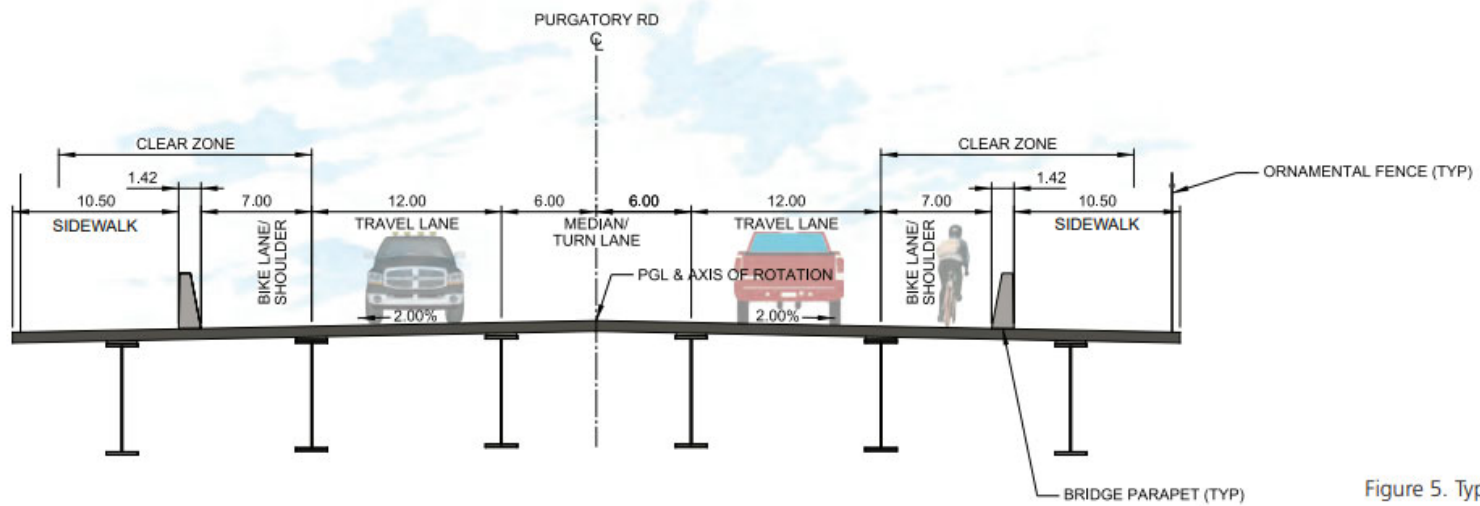 PURGATORY RD
℄
CLEAR ZONE
CLEAR ZONE
1.42
1.42
ORNAMENTAL FENCE (TYP)
10.50
7.00
12.00
6.00
6.00
12.00
7.00
10.50
SIDEWALK
BIKE LANE/
SHOULDER
TRAVEL LANE
MEDIAN/
TURN LANE
TRAVEL LANE
BIKE LANE/
SHOULDER
SIDEWALK
PGL & AXIS OF ROTATION
2.00%
2.00%
BRIDGE PARAPET (TYP)
Figure 5. Typ